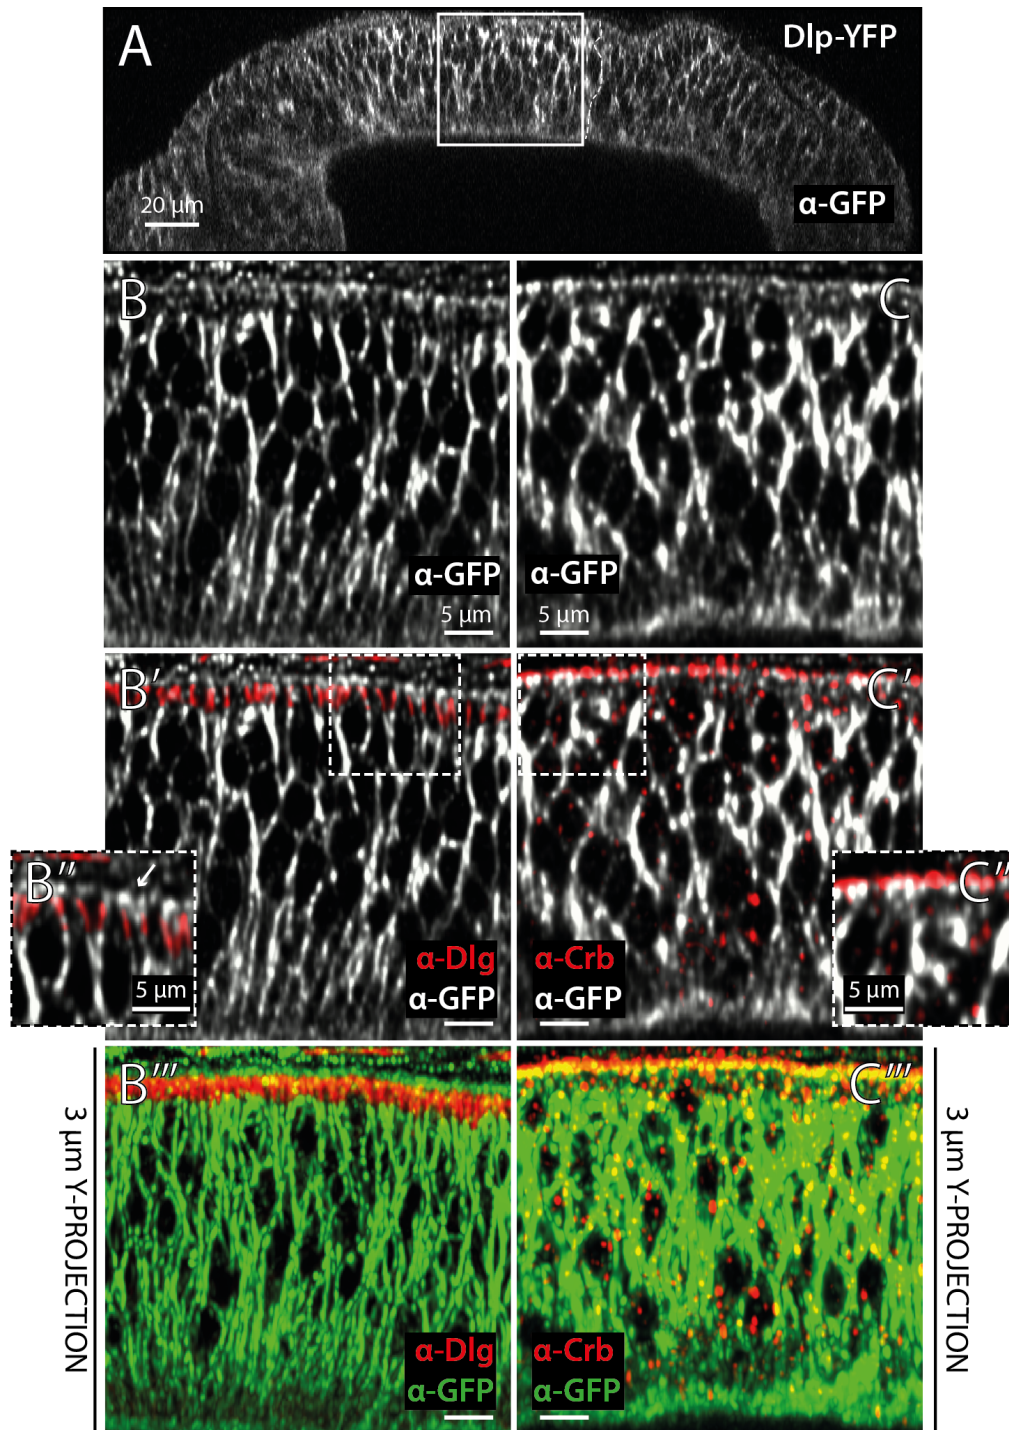 A
Dlp-YFP
20 µm
α-GFP
B
α-GFP
5 µm
C
α-GFP
5 µm
B′
α-Dlg
α-GFP
C′
α-Crb
α-GFP
B″
5 µm
C″
5 µm
3 µm Y-PROJECTION
B‴
α-Dlg
α-GFP
C‴
α-Crb
α-GFP
3 µm Y-PROJECTION